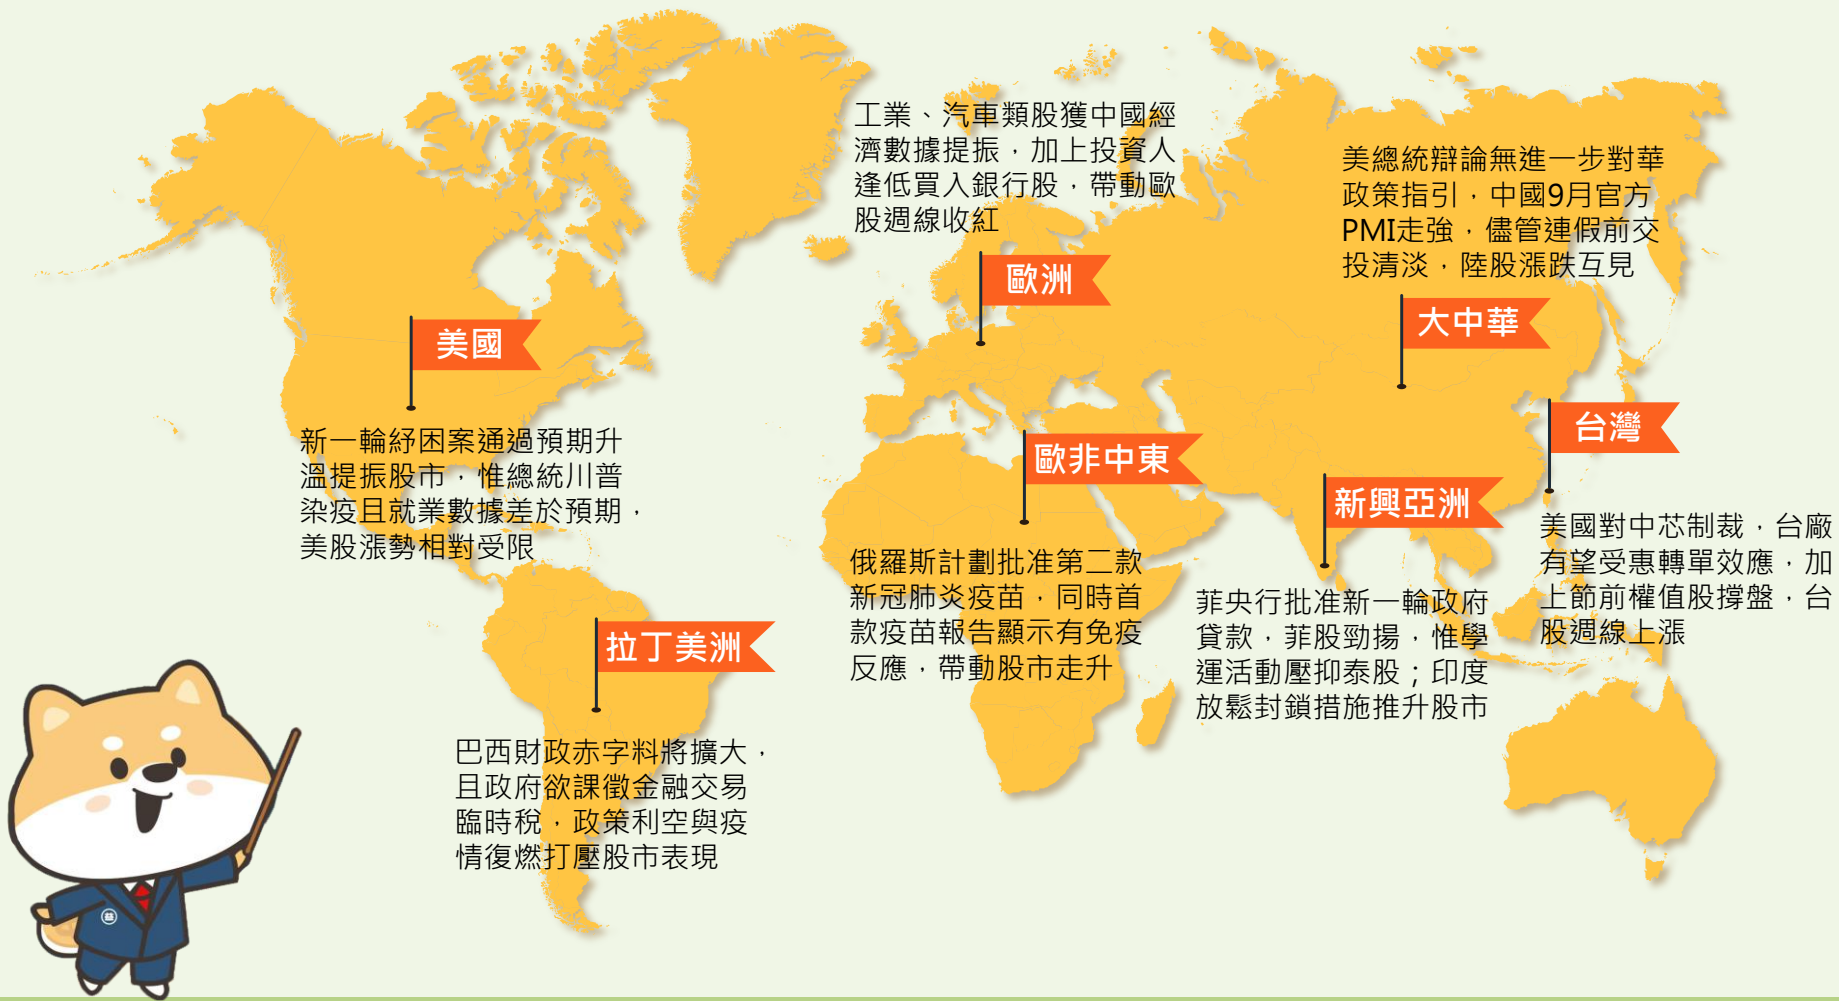 美國
新一輪紓困案通過預期升
溫提振股市，惟總統川普
染疫且就業數據差於預期，
美股漲勢相對受限
拉丁美洲
巴西財政赤字料將擴大，
且政府欲課徵金融交易
臨時稅，政策利空與疫
情復燃打壓股市表現
工業、汽車類股獲中國經
濟數據提振，加上投資人
逢低買入銀行股，帶動歐
股週線收紅
歐洲
歐非中東
俄羅斯計劃批准第二款
新冠肺炎疫苗，同時首
款疫苗報告顯示有免疫
反應，帶動股市走升
美總統辯論無進一步對華
政策指引，中國9月官方
PMI走強，儘管連假前交
投清淡，陸股漲跌互見
大中華
新興亞洲
菲央行批准新一輪政府
貸款，菲股勁揚，惟學
運活動壓抑泰股；印度
放鬆封鎖措施推升股市
台灣
美國對中芯制裁，台廠
有望受惠轉單效應，加
上節前權值股撐盤，台
股週線上漲